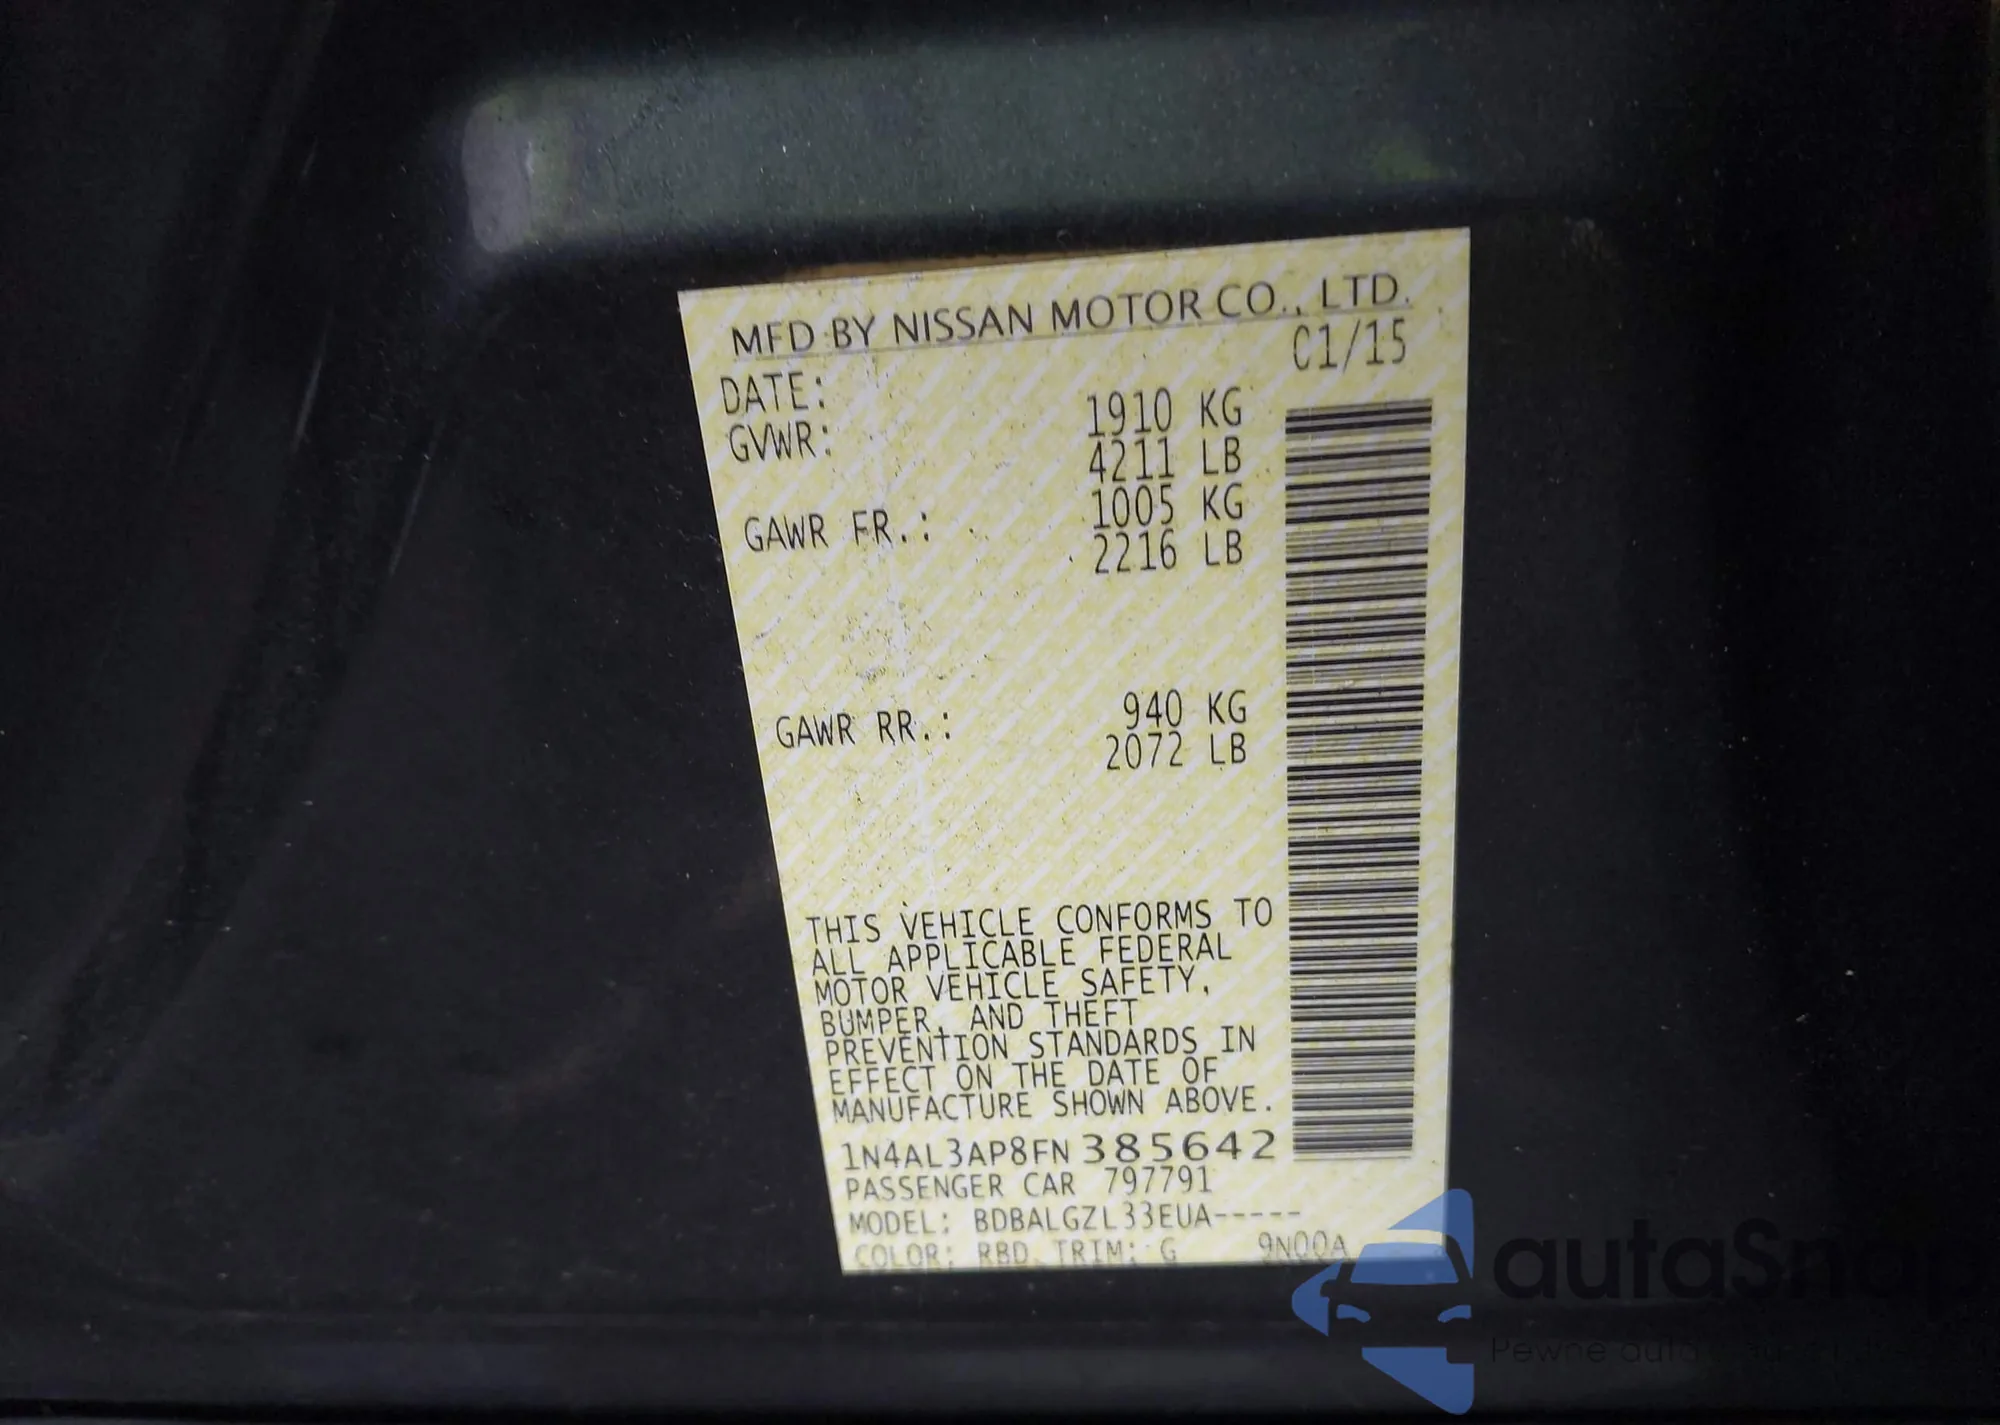 MFD BY NISSAN MOTOR CO., LTD.
DATE: C1/15
GVWR: 1910 KG
4211 LB
GAWR FR.: 1005 KG
2216 LB
GAWR RR.: 940 KG
2072 LB
THIS VEHICLE CONFORMS TO
ALL APPLICABLE FEDERAL
MOTOR VEHICLE SAFETY,
BUMPER, AND THEFT
PREVENTION STANDARDS IN
EFFECT ON THE DATE OF
MANUFACTURE SHOWN ABOVE.
1N4AL3AP8FN385642
PASSENGER CAR 797791
MODEL: BDBALGZL33EUA-----
COLOR: RBD TRIM: G 9N00A
autaSnap
Pewne auta